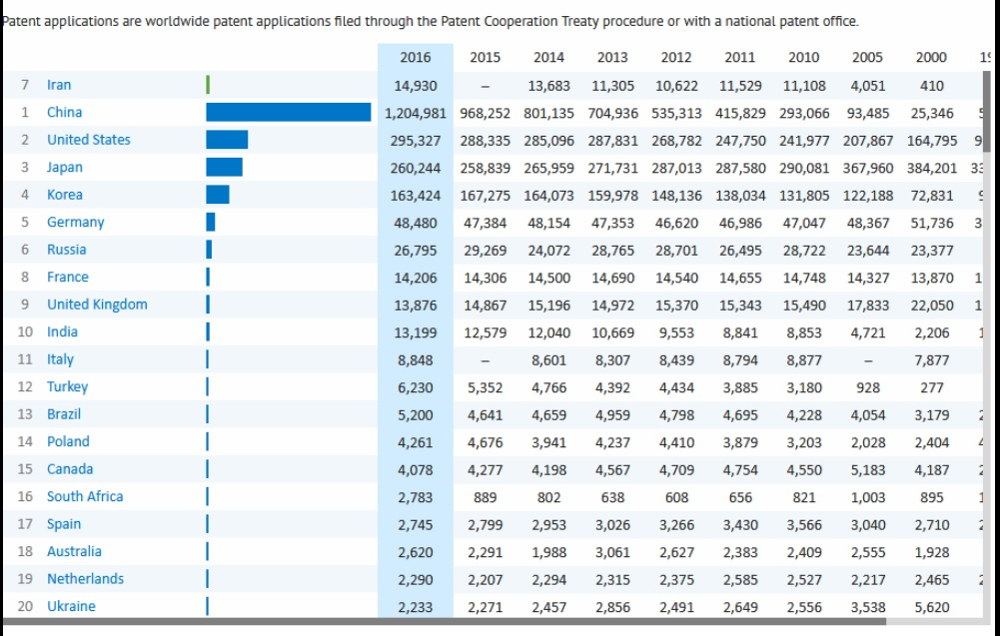 Patent applications are worldwide patent applications filed through the Patent Cooperation Treaty procedure or with a national patent office.
2016 2015 2014 2013 2012 2011 2010 2005 2000
7 Iran 14,930 – 13,683 11,305 10,622 11,529 11,108 4,051 410
1 China 1,204,981 968,252 801,135 704,936 535,313 415,829 293,066 93,485 25,346
2 United States 295,327 288,335 285,096 287,831 268,782 247,750 241,977 207,867 164,795
3 Japan 260,244 258,839 265,959 271,731 287,013 287,580 290,081 367,960 384,201
4 Korea 163,424 167,275 164,073 159,978 148,136 138,034 131,805 122,188 72,831
5 Germany 48,480 47,384 48,154 47,353 46,620 46,986 47,047 48,367 51,736
6 Russia 26,795 29,269 24,072 28,765 28,701 26,495 28,722 23,644 23,377
8 France 14,206 14,306 14,500 14,690 14,540 14,655 14,748 14,327 13,870
9 United Kingdom 13,876 14,867 15,196 14,972 15,370 15,343 15,490 17,833 22,050
10 India 13,199 12,579 12,040 10,669 9,553 8,841 8,853 4,721 2,206
11 Italy 8,848 – 8,601 8,307 8,439 8,794 8,877 – 7,877
12 Turkey 6,230 5,352 4,766 4,392 4,434 3,885 3,180 928 277
13 Brazil 5,200 4,641 4,659 4,959 4,798 4,695 4,228 4,054 3,179
14 Poland 4,261 4,676 3,941 4,237 4,410 3,879 3,203 2,028 2,404
15 Canada 4,078 4,277 4,198 4,567 4,709 4,754 4,550 5,183 4,187
16 South Africa 2,783 889 802 638 608 656 821 1,003 895
17 Spain 2,745 2,799 2,953 3,026 3,266 3,430 3,566 3,040 2,710
18 Australia 2,620 2,291 1,988 3,061 2,627 2,383 2,409 2,555 1,928
19 Netherlands 2,290 2,207 2,294 2,315 2,375 2,585 2,527 2,217 2,465
20 Ukraine 2,233 2,271 2,457 2,856 2,491 2,649 2,556 3,538 5,620